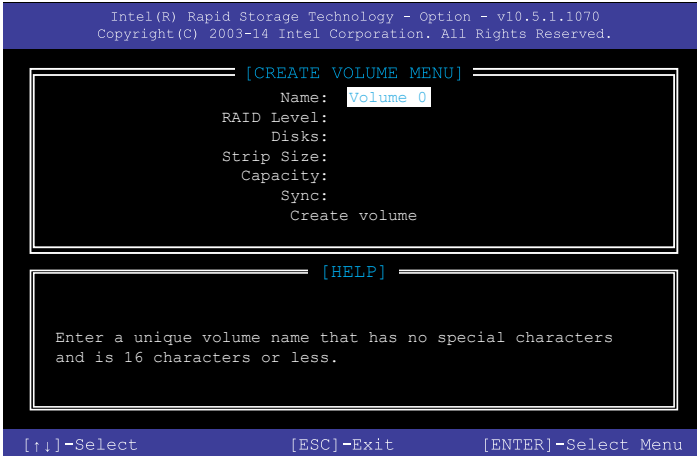 Intel(R) Rapid Storage Technology - Option - v10.5.1.1070
Copyright(C) 2003-14 Intel Corporation. All Rights Reserved.
[CREATE VOLUME MENU]
Name: Volume 0
RAID Level:
Disks:
Strip Size:
Capacity:
Sync:
Create volume
[HELP]
Enter a unique volume name that has no special characters
and is 16 characters or less.
[↑↓]-Select [ESC]-Exit [ENTER]-Select Menu